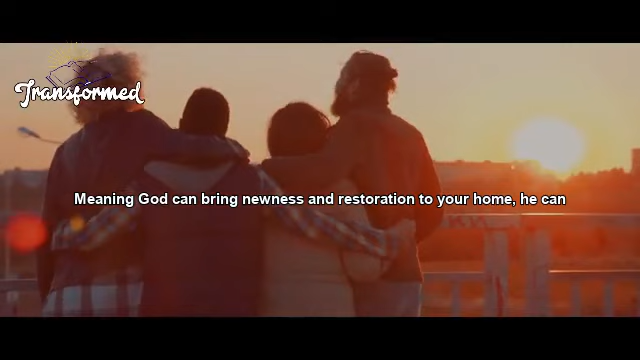 Transformed
Meaning God can bring newness and restoration to your home, he can